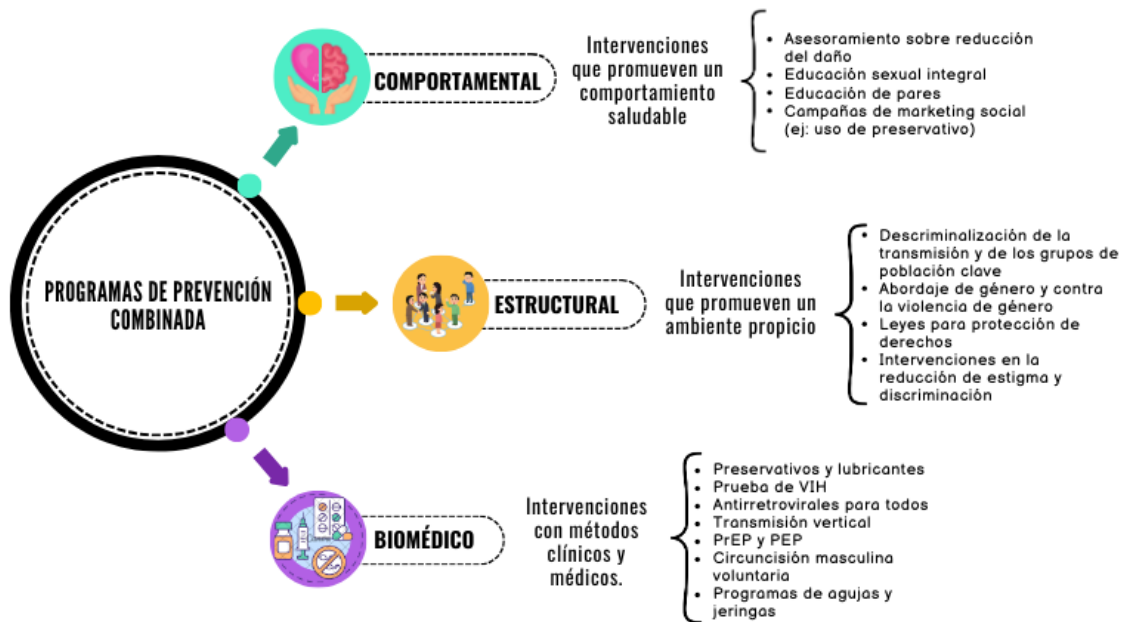 PROGRAMAS DE PREVENCIÓN
COMBINADA
COMPORTAMENTAL
Intervenciones
que promueven un
comportamiento
saludable
• Asesoramiento sobre reducción
del daño
• Educación sexual integral
• Educación de pares
• Campañas de marketing social
(ej: uso de preservativo)
ESTRUCTURAL
Intervenciones
que promueven un
ambiente propicio
• Descriminalización de la
transmisión y de los grupos de
población clave
• Abordaje de género y contra
la violencia de género
• Leyes para protección de
derechos
• Intervenciones en la
reducción de estigma y
discriminación
BIOMÉDICO
Intervenciones
con métodos
clínicos y
médicos.
• Preservativos y lubricantes
• Prueba de VIH
• Antirretrovirales para todos
• Transmisión vertical
• PrEP y PEP
• Circuncisión masculina
voluntaria
• Programas de agujas y
jeringas